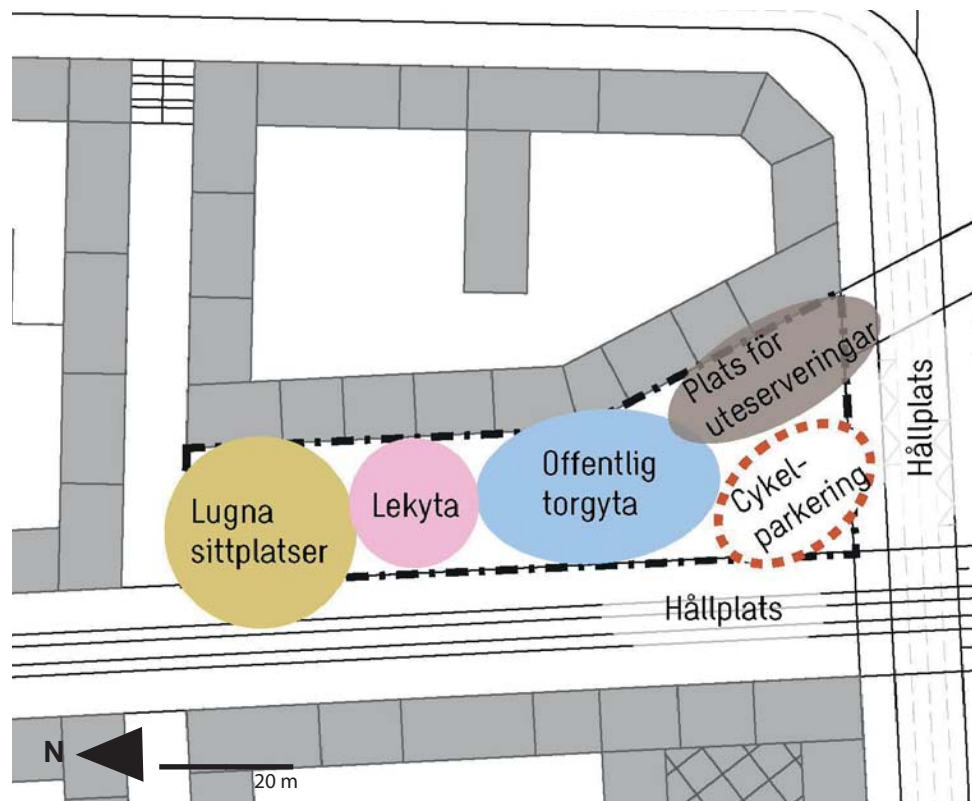 Plats för
uteserveringar
Hållplats
Offentlig
torgyta
Cykel-
parkering
Lekyta
Lugna
sittplatser
Hållplats
N
20 m